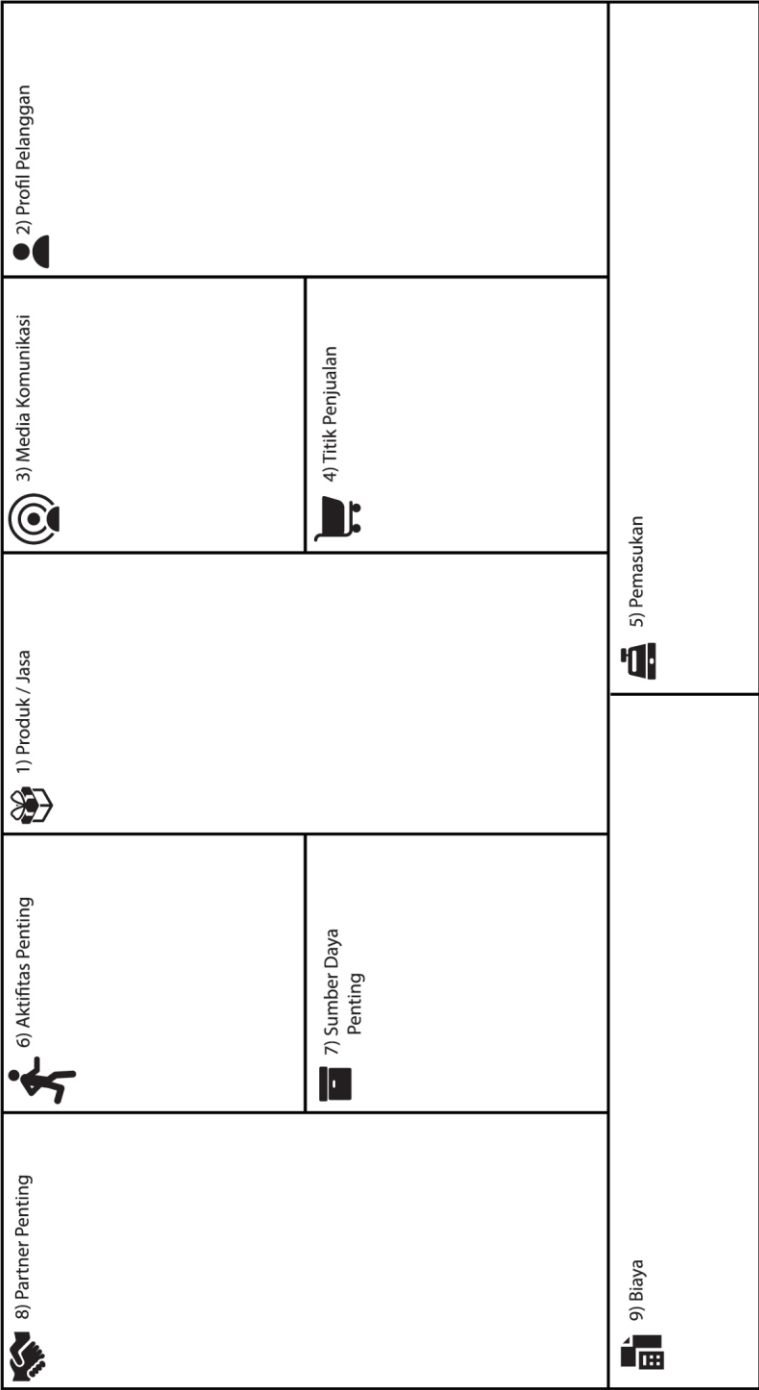 8) Partner Penting
6) Aktifitas Penting
7) Sumber Daya
Penting
1) Produk / Jasa
3) Media Komunikasi
4) Titik Penjualan
2) Profil Pelanggan
9) Biaya
5) Pemasukan